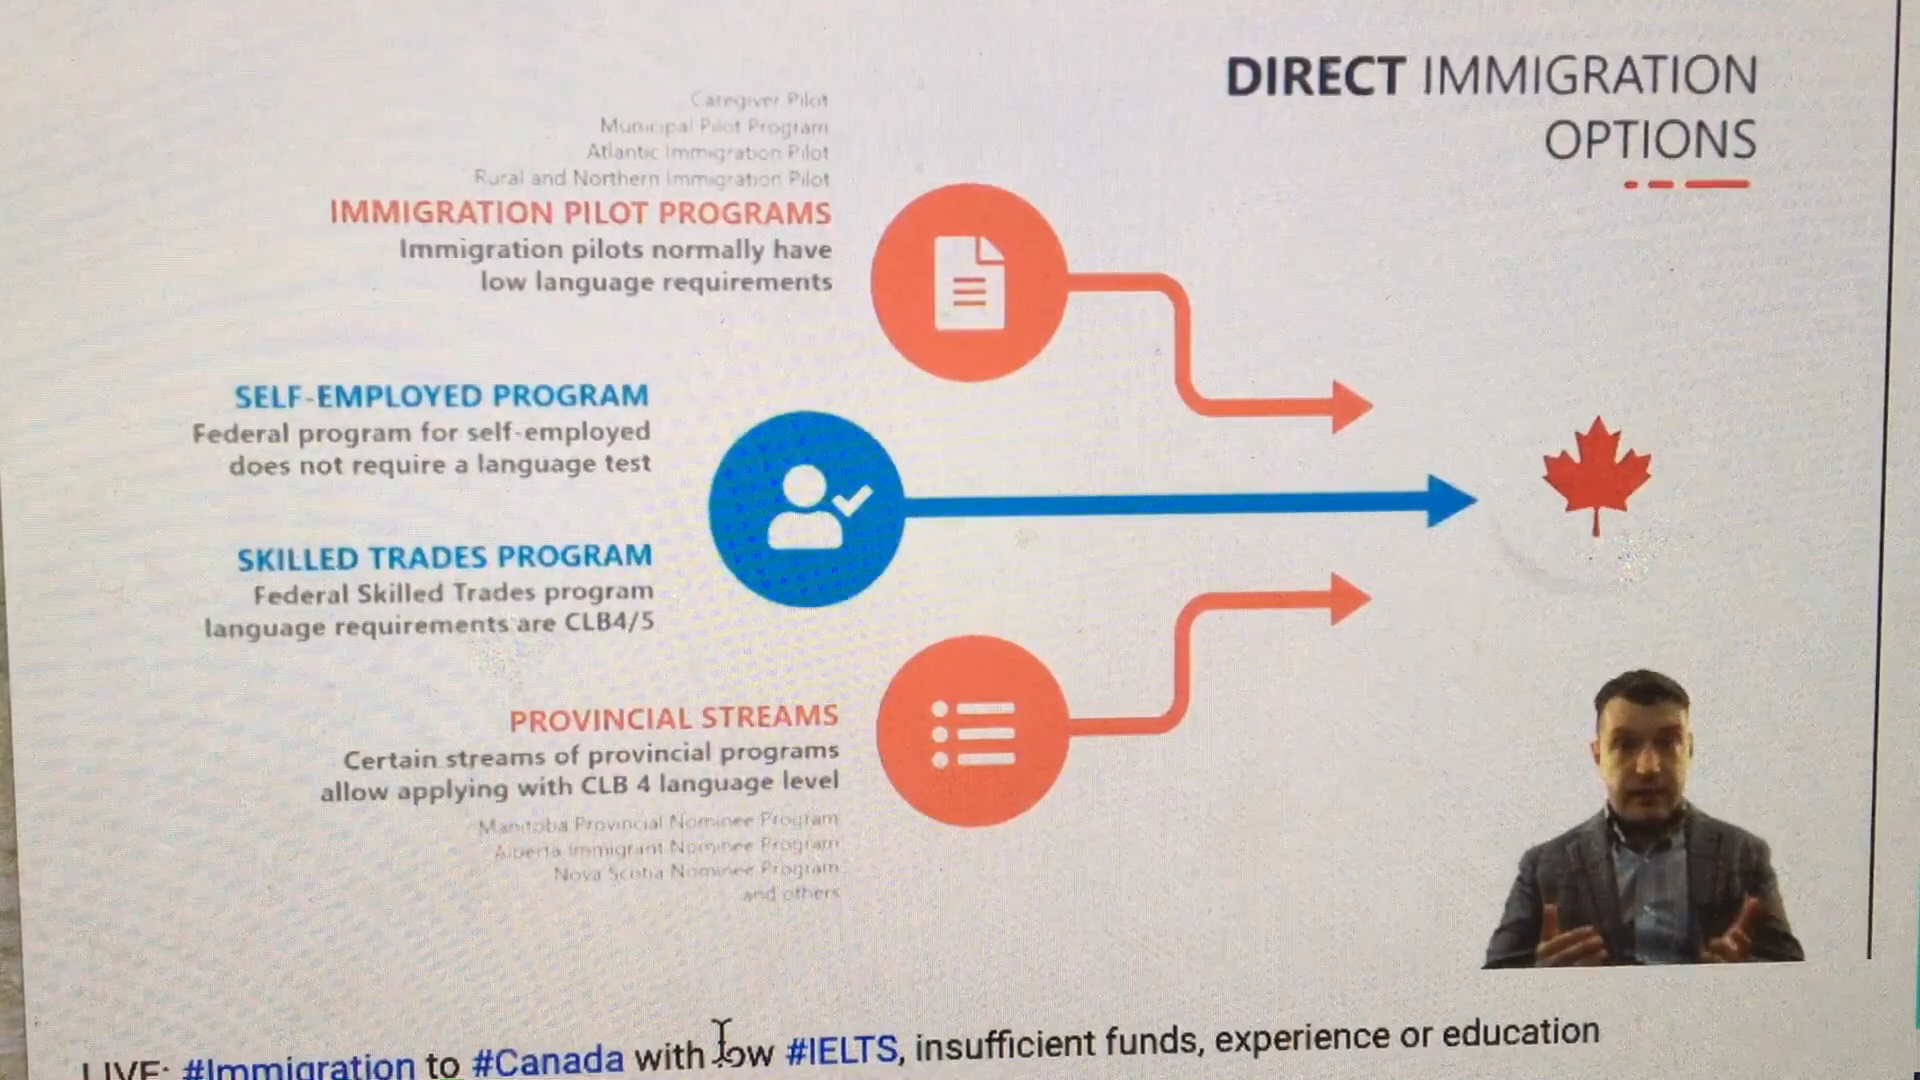 DIRECT IMMIGRATION
OPTIONS
Caregiver Pilot
Municipal Pilot Program
Atlantic Immigration Pilot
Rural and Northern Immigration Pilot
IMMIGRATION PILOT PROGRAMS
Immigration pilots normally have
low language requirements
SELF-EMPLOYED PROGRAM
Federal program for self-employed
does not require a language test
SKILLED TRADES PROGRAM
Federal Skilled Trades program
language requirements are CLB4/5
PROVINCIAL STREAMS
Certain streams of provincial programs
allow applying with CLB 4 language level
Manitoba Provincial Nominee Program
Alberta Immigrant Nominee Program
Nova Scotia Nominee Program
and others
LIVE: #Immigration to #Canada with low #IELTS, insufficient funds, experience or education